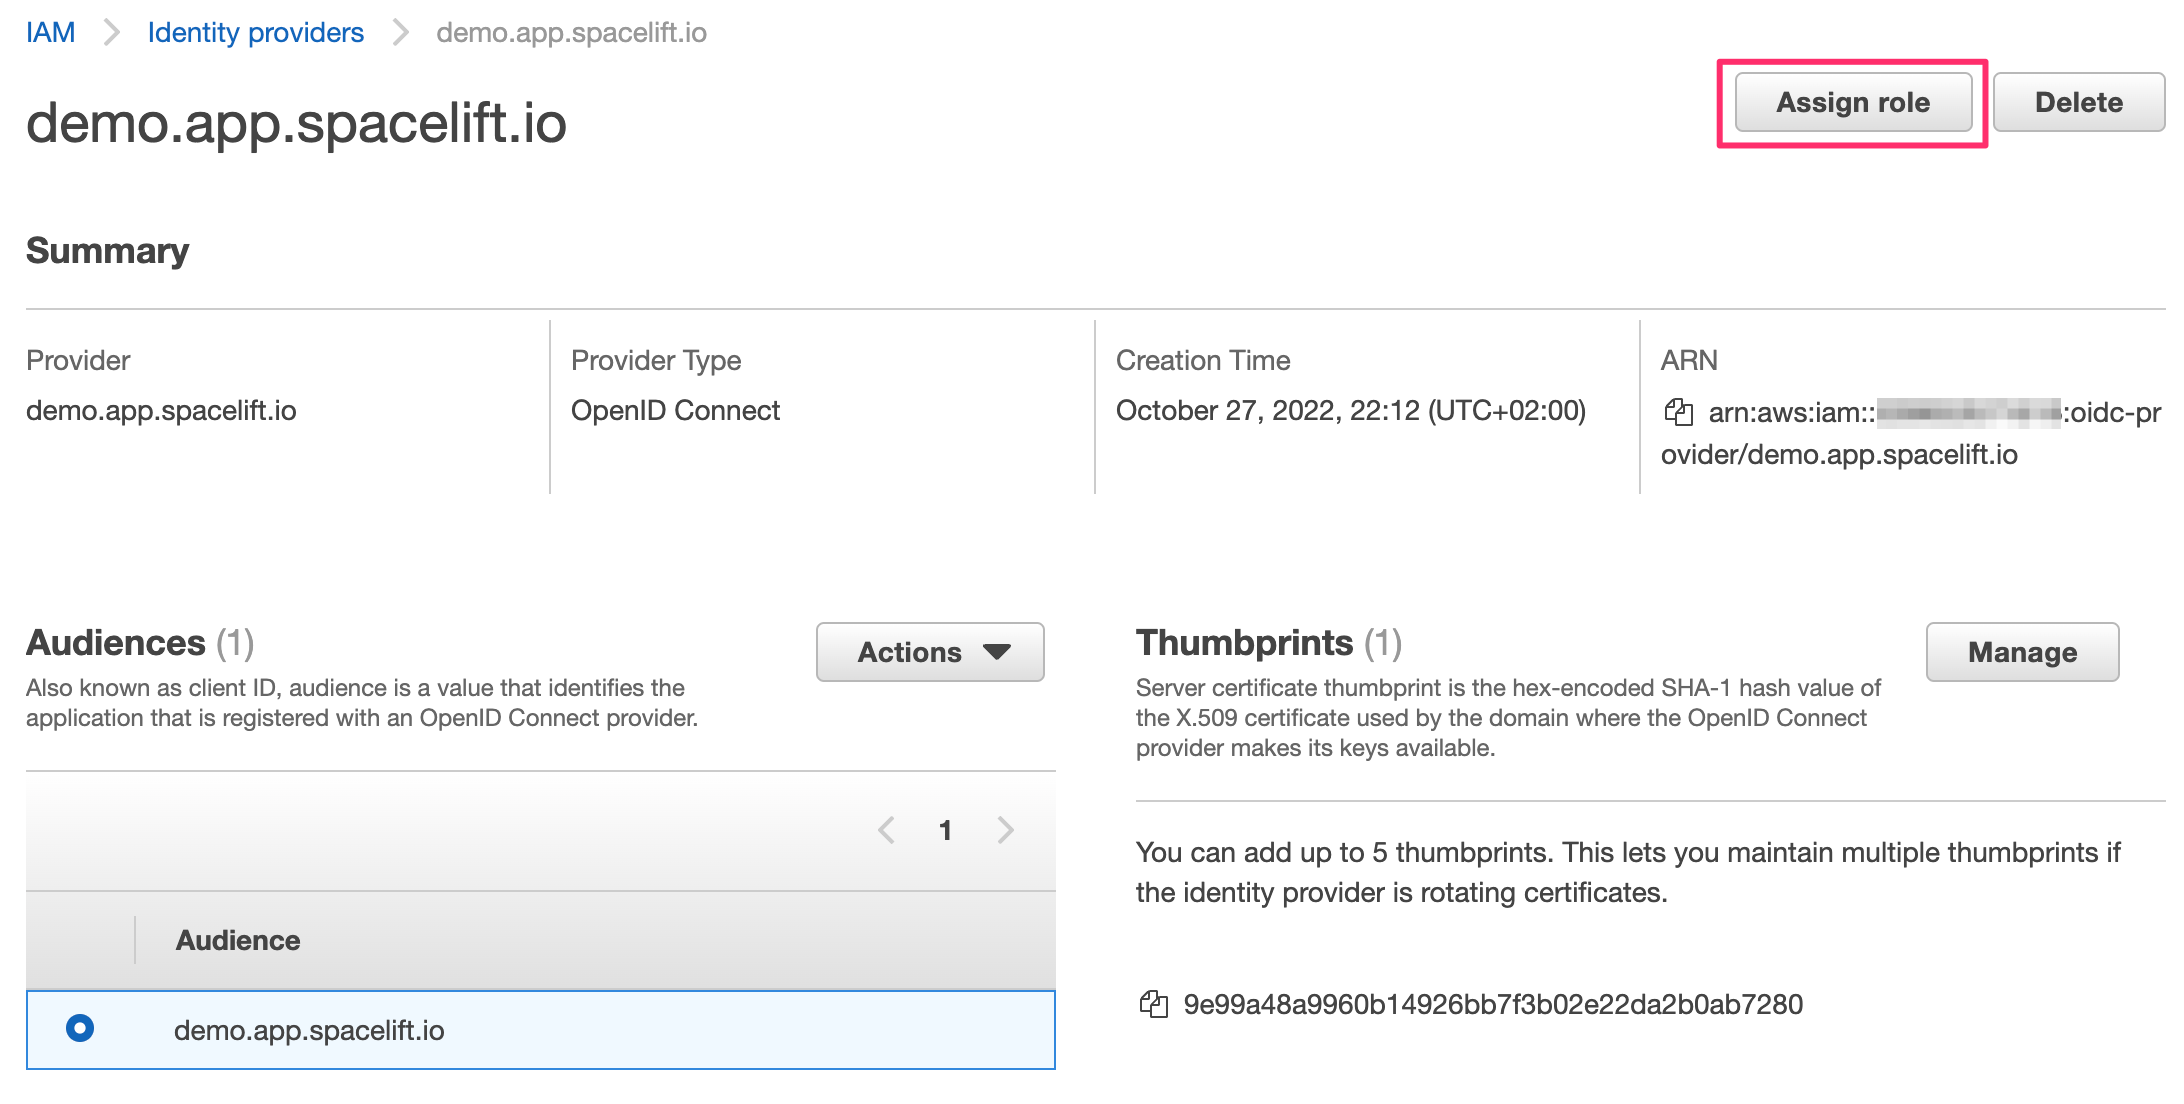 IAM > Identity providers > demo.app.spacelift.io
demo.app.spacelift.io
Assign role
Delete
Summary
Provider
demo.app.spacelift.io
Provider Type
OpenID Connect
Creation Time
October 27, 2022, 22:12 (UTC+02:00)
ARN
arn:aws:iam:: :oidc-pr
ovider/demo.app.spacelift.io
Audiences (1)
Actions
Also known as client ID, audience is a value that identifies the
application that is registered with an OpenID Connect provider.
1
Audience
demo.app.spacelift.io
Thumbprints (1)
Manage
Server certificate thumbprint is the hex-encoded SHA-1 hash value of
the X.509 certificate used by the domain where the OpenID Connect
provider makes its keys available.
You can add up to 5 thumbprints. This lets you maintain multiple thumbprints if
the identity provider is rotating certificates.
9e99a48a9960b14926bb7f3b02e22da2b0ab7280